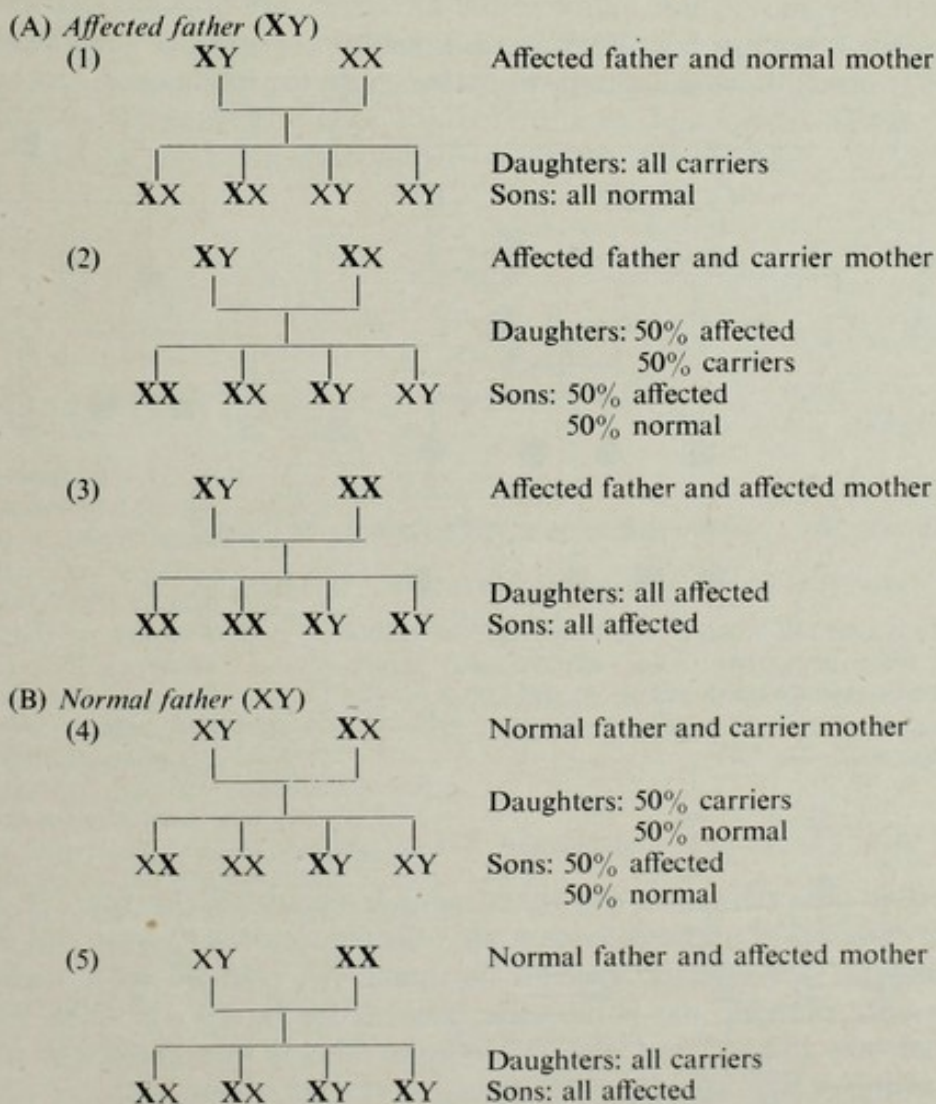 (A) Affected father (XY)
(1) XY XX Affected father and normal mother
Daughters: all carriers
XX XX XY XY Sons: all normal
(2) XY XX Affected father and carrier mother
Daughters: 50% affected
50% carriers
XX XX XY XY Sons: 50% affected
50% normal
(3) XY XX Affected father and affected mother
Daughters: all affected
XX XX XY XY Sons: all affected
(B) Normal father (XY)
(4) XY XX Normal father and carrier mother
Daughters: 50% carriers
50% normal
XX XX XY XY Sons: 50% affected
50% normal
(5) XY XX Normal father and affected mother
Daughters: all carriers
XX XX XY XY Sons: all affected